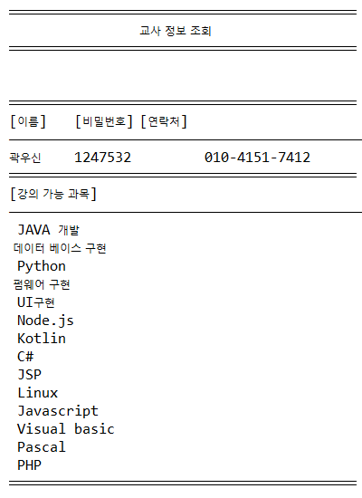 교사 정보 조회
[이름] [비밀번호] [연락처]
곽우신 1247532 010-4151-7412
[강의 가능 과목]
JAVA 개발
데이터 베이스 구현
Python
펌웨어 구현
UI구현
Node.js
Kotlin
C#
JSP
Linux
Javascript
Visual basic
Pascal
PHP